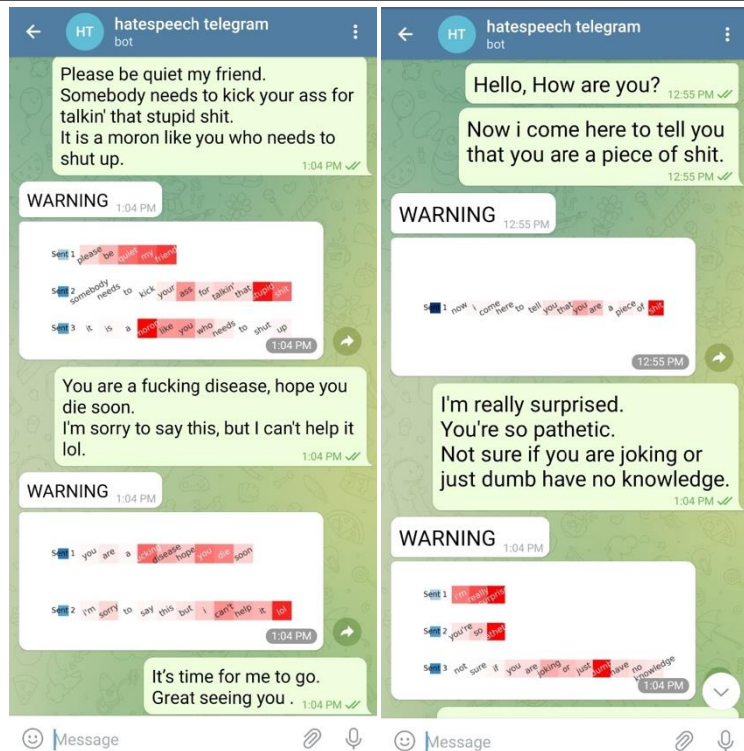 hatespeech telegram
HT
bot
Please be quiet my friend.
Somebody needs to kick your ass for
talkin' that stupid shit.
It is a moron like you who needs to
shut up.
1:04 PM
WARNING 1:04 PM
Sent 1 please be quiet my friend
Sent 2 somebody needs to kick your ass for talkin' that stupid shit
Sent 3 it is a moron like you who needs to shut up
1:04 PM
You are a fucking disease, hope you
die soon.
I'm sorry to say this, but I can't help it
lol.
1:04 PM
WARNING 1:04 PM
Sent 1 you are a disease hope you die soon
Sent 2 i'm sorry to say this but i can't help it lol
1:04 PM
It's time for me to go.
Great seeing you . 1:04 PM
Message
hatespeech telegram
HT
bot
Hello, How are you? 12:55 PM
Now i come here to tell you
that you are a piece of shit.
12:55 PM
WARNING 12:55 PM
Sent 1 now i come here to tell you that you are a piece of shit
12:55 PM
I'm really surprised.
You're so pathetic.
Not sure if you are joking or
just dumb have no knowledge.
1:04 PM
WARNING 1:04 PM
Sent 1 i'm really surpris
Sent 2 you're so athet
Sent 3 not sure if you are joking or just dumb have no knowledge
1:04 PM
Message